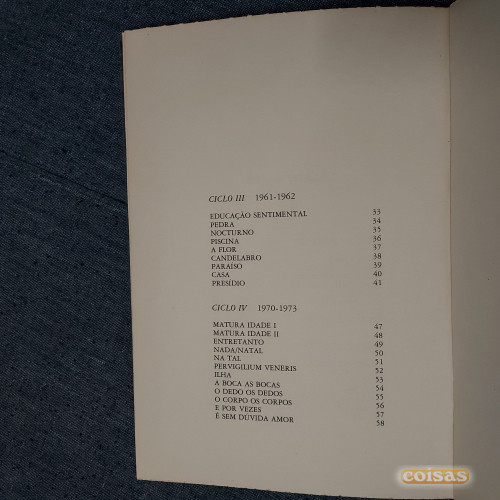 CICLO III 1961-1962
EDUCAÇÃO SENTIMENTAL 33
PEDRA 34
NOCTURNO 35
PISCINA 36
A FLOR 37
CANDELABRO 38
PARAÍSO 39
CASA 40
PRESÍDIO 41
CICLO IV 1970-1973
MATURA IDADE I 47
MATURA IDADE II 48
ENTRETANTO 49
NADA/NATAL 50
NA TAL 51
PERVIGILIUM VENERIS 52
ILHA 53
A BOCA AS BOCAS 54
O DEDO OS DEDOS 55
O CORPO OS CORPOS 56
E POR VEZES 57
É SEM DÚVIDA AMOR 58
coisas